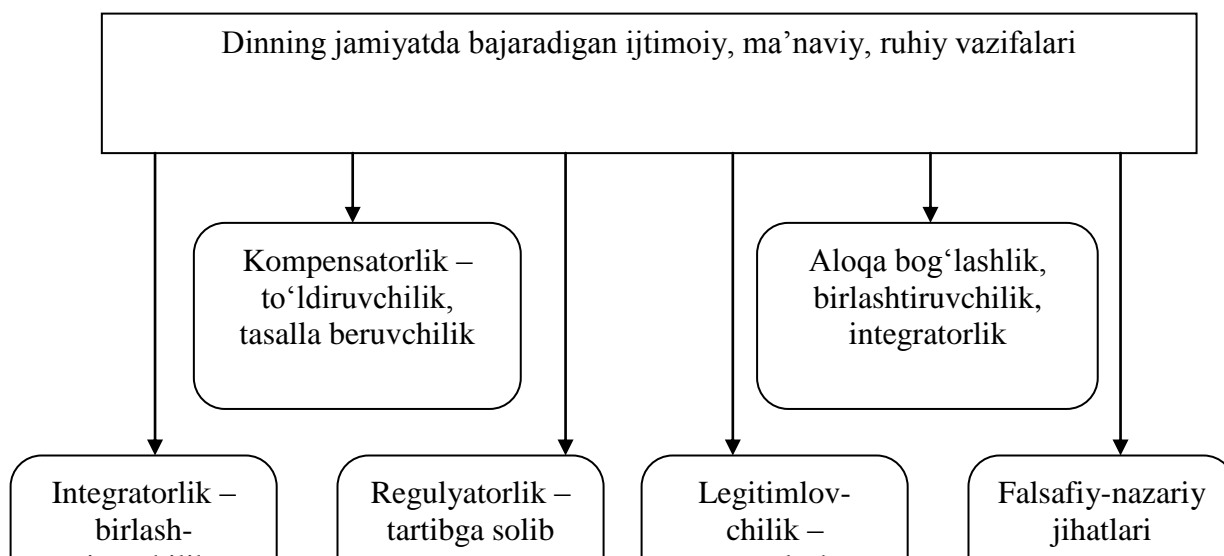 Dinning jamiyatda bajaradigan ijtimoiy, ma’naviy, ruhiy vazifalari
Kompensatorlik –
to‘ldiruvchilik,
tasalla beruvchilik
Aloqa bog‘lashlik,
birlashtiruvchilik,
integratorlik
Integratorlik –
birlash-
Regulyatorlik –
tartibga solib
Legitimlov-
chilik –
Falsafiy-nazariy
jihatlari